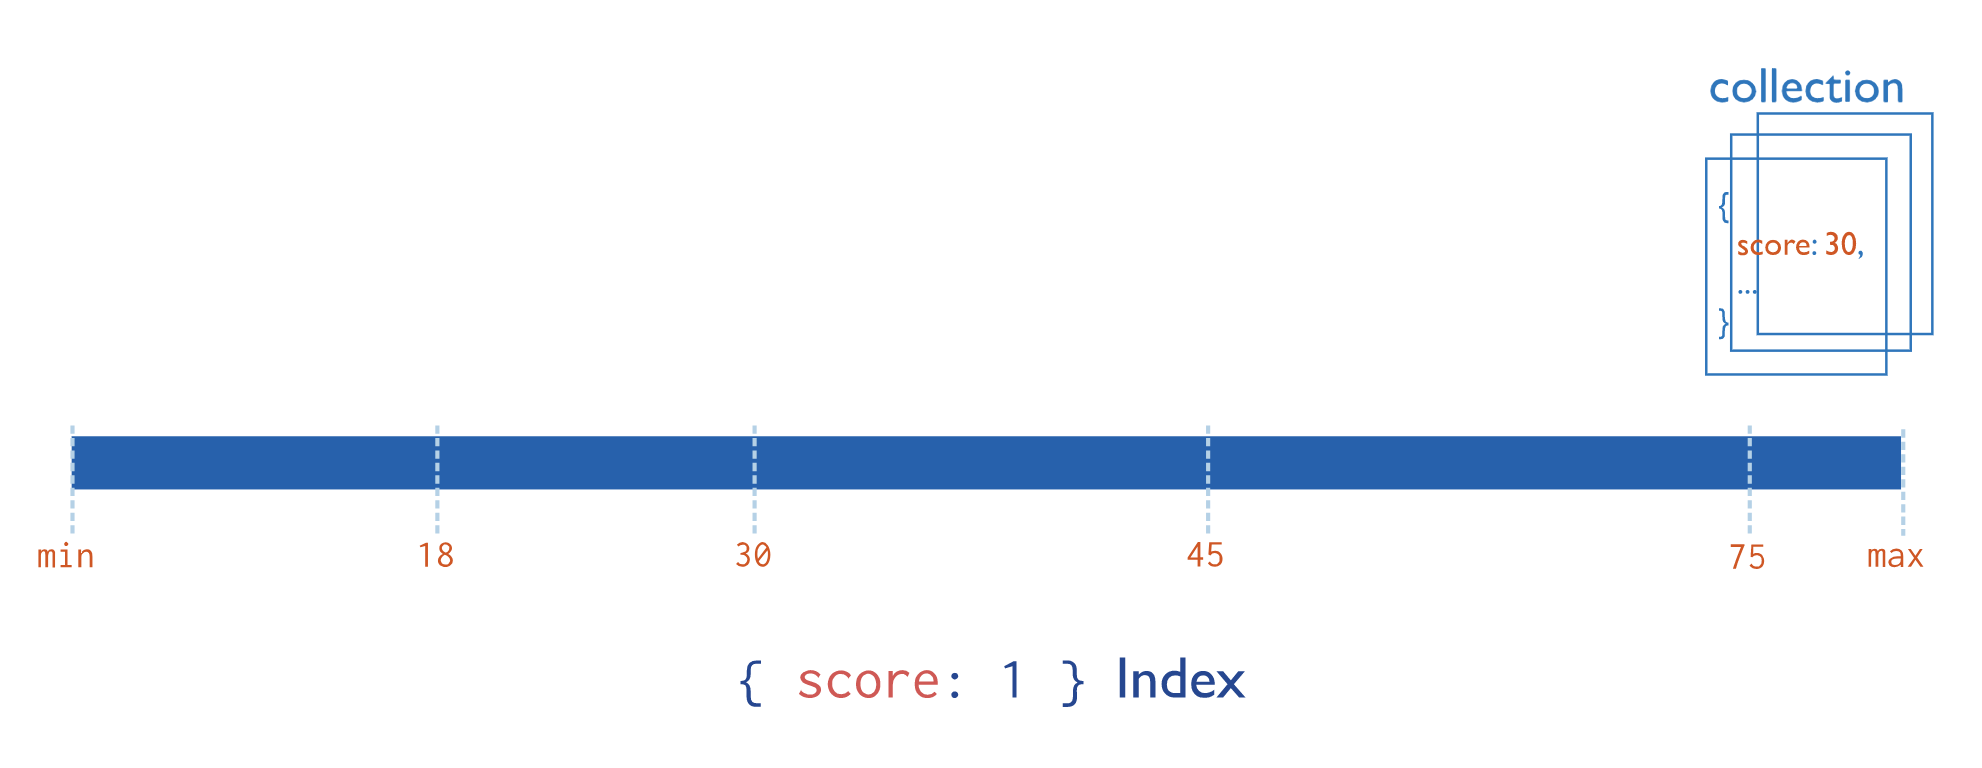 collection
{
score: 30,
...
}
min 18 30 45 75 max
{ score: 1 } Index